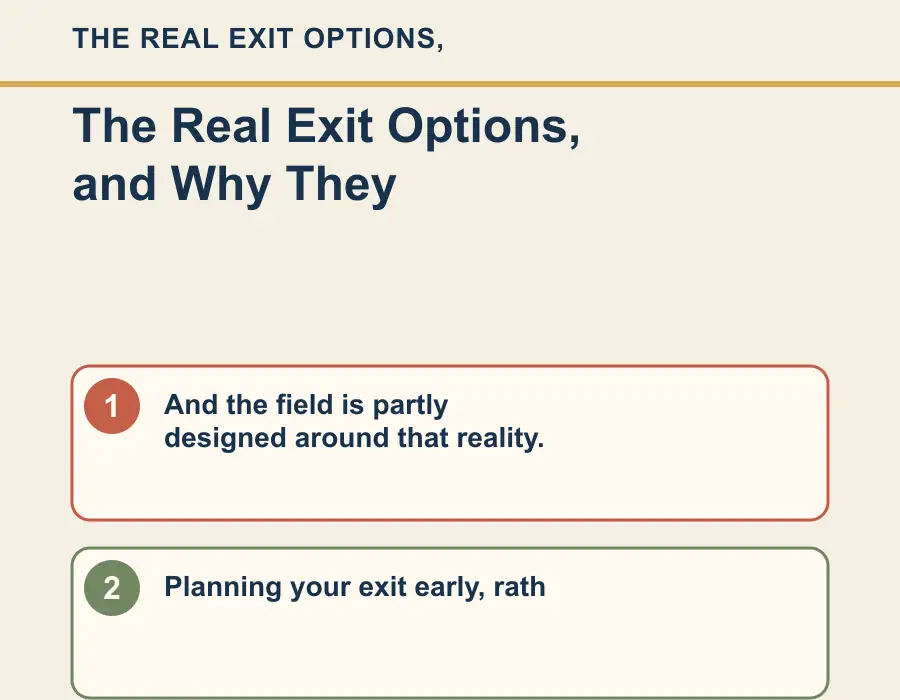 THE REAL EXIT OPTIONS,
The Real Exit Options,
and Why They
1
And the field is partly
designed around that reality.
2
Planning your exit early, rath